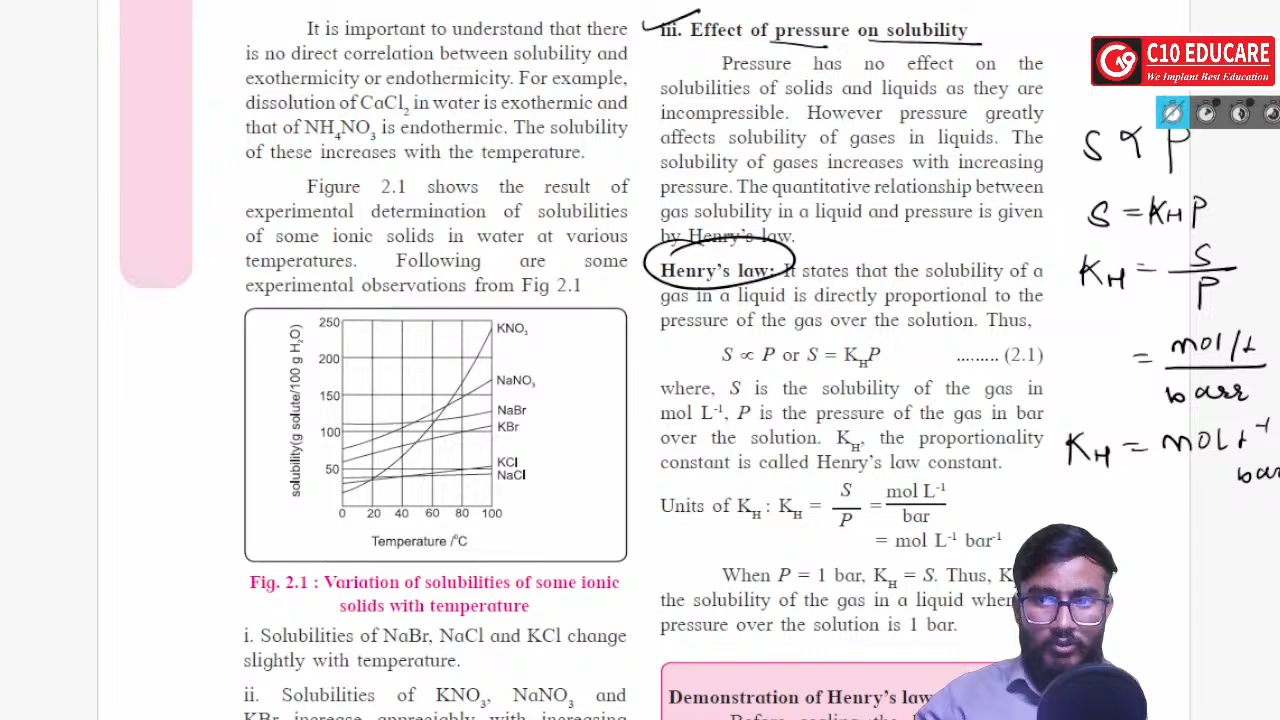 It is important to understand that there
is no direct correlation between solubility and
exothermicity or endothermicity. For example,
dissolution of CaCl2 in water is exothermic and
that of NH4NO3 is endothermic. The solubility
of these increases with the temperature.
Figure 2.1 shows the result of
experimental determination of solubilities
of some ionic solids in water at various
temperatures. Following are some
experimental observations from Fig 2.1
solubility(g solute/100 g H2O)
250
200
150
100
50
0 20 40 60 80 100
KNO3
NaNO3
NaBr
KBr
KCl
NaCl
Temperature /°C
Fig. 2.1 : Variation of solubilities of some ionic
solids with temperature
i. Solubilities of NaBr, NaCl and KCl change
slightly with temperature.
ii. Solubilities of KNO3, NaNO3 and
KBr increase appreciably with increasing
iii. Effect of pressure on solubility
Pressure has no effect on the
solubilities of solids and liquids as they are
incompressible. However pressure greatly
affects solubility of gases in liquids. The
solubility of gases increases with increasing
pressure. The quantitative relationship between
gas solubility in a liquid and pressure is given
by Henry's law.
Henry's law: It states that the solubility of a
gas in a liquid is directly proportional to the
pressure of the gas over the solution. Thus,
S ∝ P or S = KHP ......... (2.1)
where, S is the solubility of the gas in
mol L-1, P is the pressure of the gas in bar
over the solution. KH, the proportionality
constant is called Henry's law constant.
Units of KH : KH = S/P = mol L-1/bar
= mol L-1 bar-1
When P = 1 bar, KH = S. Thus, K
the solubility of the gas in a liquid when
pressure over the solution is 1 bar.
Demonstration of Henry's law
Before sealing the
C10 EDUCARE
We Implant Best Education
S ∝ P
S = KH P
KH = S/P
= mol/L / bar
KH = mol L-1
bar